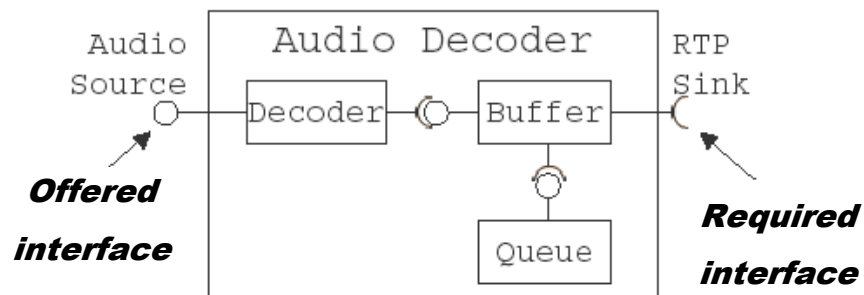 Audio Decoder
Audio
Source
RTP
Sink
Decoder
Buffer
Offered
interface
Required
interface
Queue